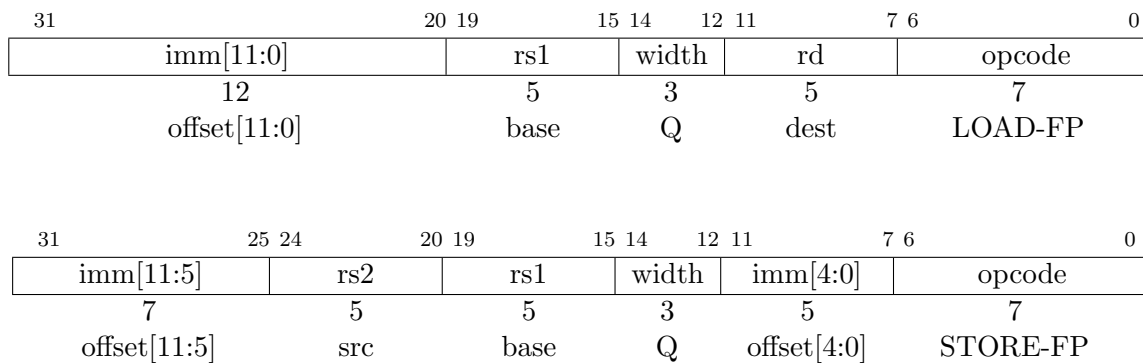 31 20 19 15 14 12 11 7 6 0
imm[11:0] rs1 width rd opcode
12 5 3 5 7
offset[11:0] base Q dest LOAD-FP
31 25 24 20 19 15 14 12 11 7 6 0
imm[11:5] rs2 rs1 width imm[4:0] opcode
7 5 5 3 5 7
offset[11:5] src base Q offset[4:0] STORE-FP